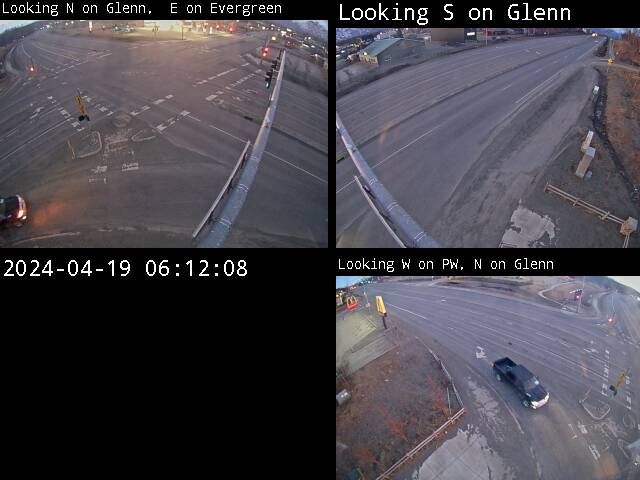 Looking N on Glenn,  E on Evergreen
Looking S on Glenn
2024-04-19 06:12:08
Looking W on PW, N on Glenn